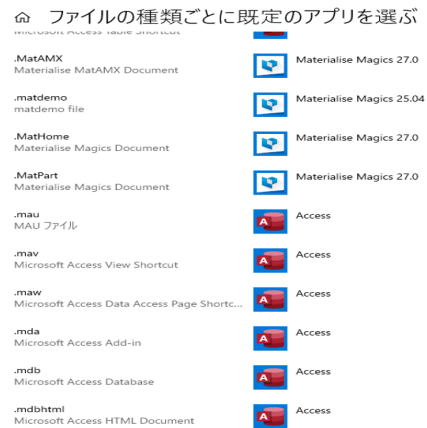 ファイルの種類ごとに既定のアプリを選ぶ
Microsoft Access Table Shortcut
.MatAMX
Materialise MatAMX Document
Materialise Magics 27.0
.matdemo
matdemo file
Materialise Magics 25.04
.MatHome
Materialise Magics Document
Materialise Magics 27.0
.MatPart
Materialise Magics Document
Materialise Magics 27.0
.mau
MAU ファイル
Access
.mav
Microsoft Access View Shortcut
Access
.maw
Microsoft Access Data Access Page Shortc...
Access
.mda
Microsoft Access Add-in
Access
.mdb
Microsoft Access Database
Access
.mdbhtml
Microsoft Access HTML Document
Access